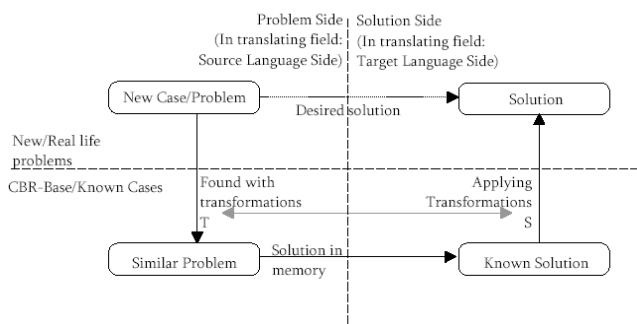 Problem Side
(In translating field:
Source Language Side)
Solution Side
(In translating field:
Target Language Side)
New Case/Problem
Solution
Desired solution
New/Real life
problems
CBR-Base/Known Cases
Found with
transformations
T
Applying
Transformations
S
Similar Problem
Solution in
memory
Known Solution